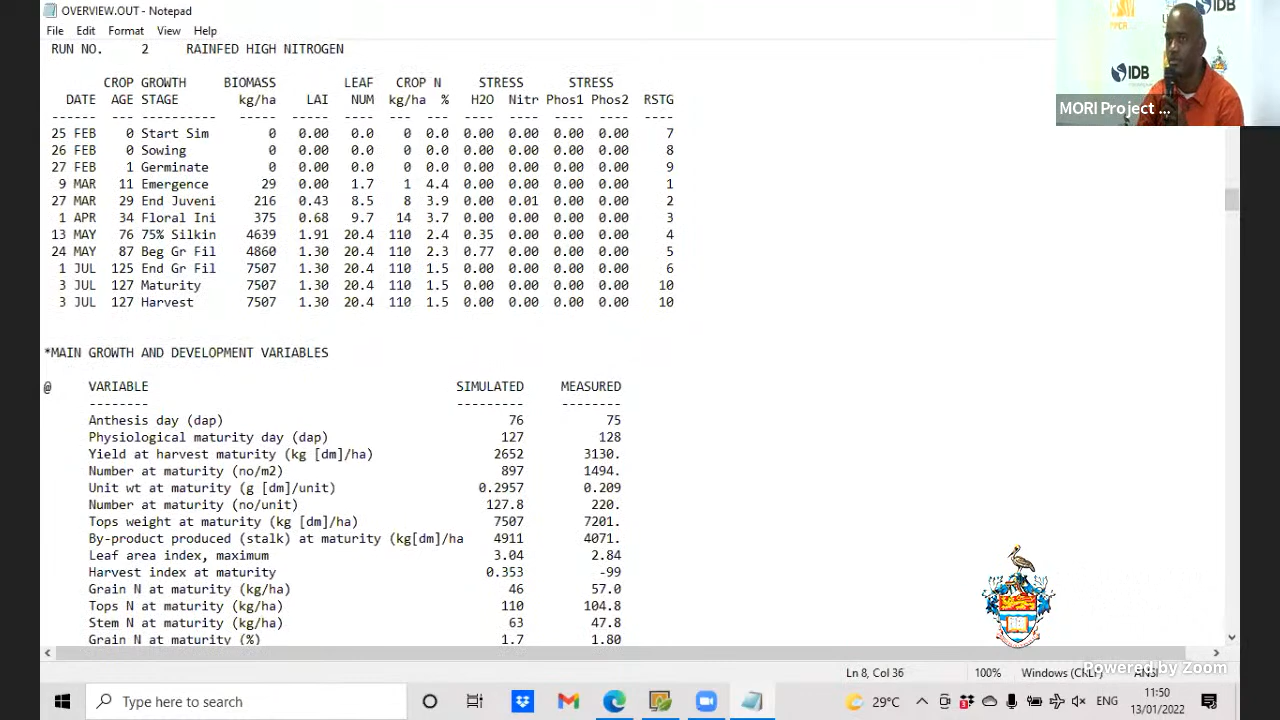 OVERVIEW.OUT - Notepad
File Edit Format View Help
RUN NO. 2 RAINFED HIGH NITROGEN
CROP GROWTH BIOMASS LEAF CROP N STRESS STRESS
DATE AGE STAGE kg/ha LAI NUM kg/ha % H2O Nitr Phos1 Phos2 RSTG
------ --- ---------- ----- ----- ---- --- --- ---- ---- ---- ---- ----
25 FEB 0 Start Sim 0 0.00 0.0 0 0.0 0.00 0.00 0.00 0.00 7
26 FEB 0 Sowing 0 0.00 0.0 0 0.0 0.00 0.00 0.00 0.00 8
27 FEB 1 Germinate 0 0.00 0.0 0 0.0 0.00 0.00 0.00 0.00 9
9 MAR 11 Emergence 29 0.00 1.7 1 4.4 0.00 0.00 0.00 0.00 1
27 MAR 29 End Juveni 216 0.43 8.5 8 3.9 0.00 0.01 0.00 0.00 2
1 APR 34 Floral Ini 375 0.68 9.7 14 3.7 0.00 0.00 0.00 0.00 3
13 MAY 76 75% Silkin 4639 1.91 20.4 110 2.4 0.35 0.00 0.00 0.00 4
24 MAY 87 Beg Gr Fil 4860 1.30 20.4 110 2.3 0.77 0.00 0.00 0.00 5
1 JUL 125 End Gr Fil 7507 1.30 20.4 110 1.5 0.00 0.00 0.00 0.00 6
3 JUL 127 Maturity 7507 1.30 20.4 110 1.5 0.00 0.00 0.00 0.00 10
3 JUL 127 Harvest 7507 1.30 20.4 110 1.5 0.00 0.00 0.00 0.00 10
*MAIN GROWTH AND DEVELOPMENT VARIABLES
@ VARIABLE SIMULATED MEASURED
-------- --------- --------
Anthesis day (dap) 76 75
Physiological maturity day (dap) 127 128
Yield at harvest maturity (kg [dm]/ha) 2652 3130.
Number at maturity (no/m2) 897 1494.
Unit wt at maturity (g [dm]/unit) 0.2957 0.209
Number at maturity (no/unit) 127.8 220.
Tops weight at maturity (kg [dm]/ha) 7507 7201.
By-product produced (stalk) at maturity (kg[dm]/ha 4911 4071.
Leaf area index, maximum 3.04 2.84
Harvest index at maturity 0.353 -99
Grain N at maturity (kg/ha) 46 57.0
Tops N at maturity (kg/ha) 110 104.8
Stem N at maturity (kg/ha) 63 47.8
Grain N at maturity (%) 1.7 1.80
IDB
IDB
MORI Project ...
Ln 8, Col 36 100% Windows (CRLF) ANSI
Powered by Zoom
Type here to search
29°C
ENG
11:50
13/01/2022